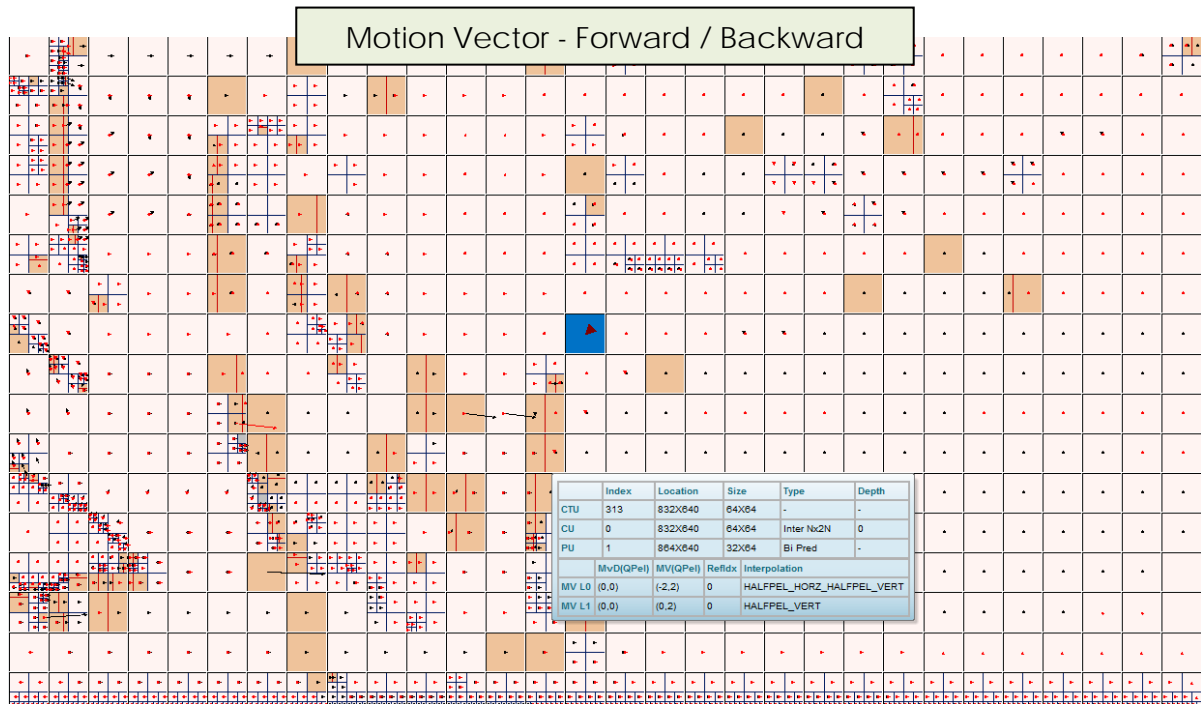 Motion Vector - Forward / Backward
Index Location Size Type Depth
CTU 313 832X640 64X64 - -
CU 0 832X640 64X64 Inter Nx2N 0
PU 1 864X640 32X64 Bi Pred -
MvD(QPel) MV(QPel) RefIdx Interpolation
MV L0 (0,0) (-2,2) 0 HALFPEL_HORZ_HALFPEL_VERT
MV L1 (0,0) (0,2) 0 HALFPEL_VERT